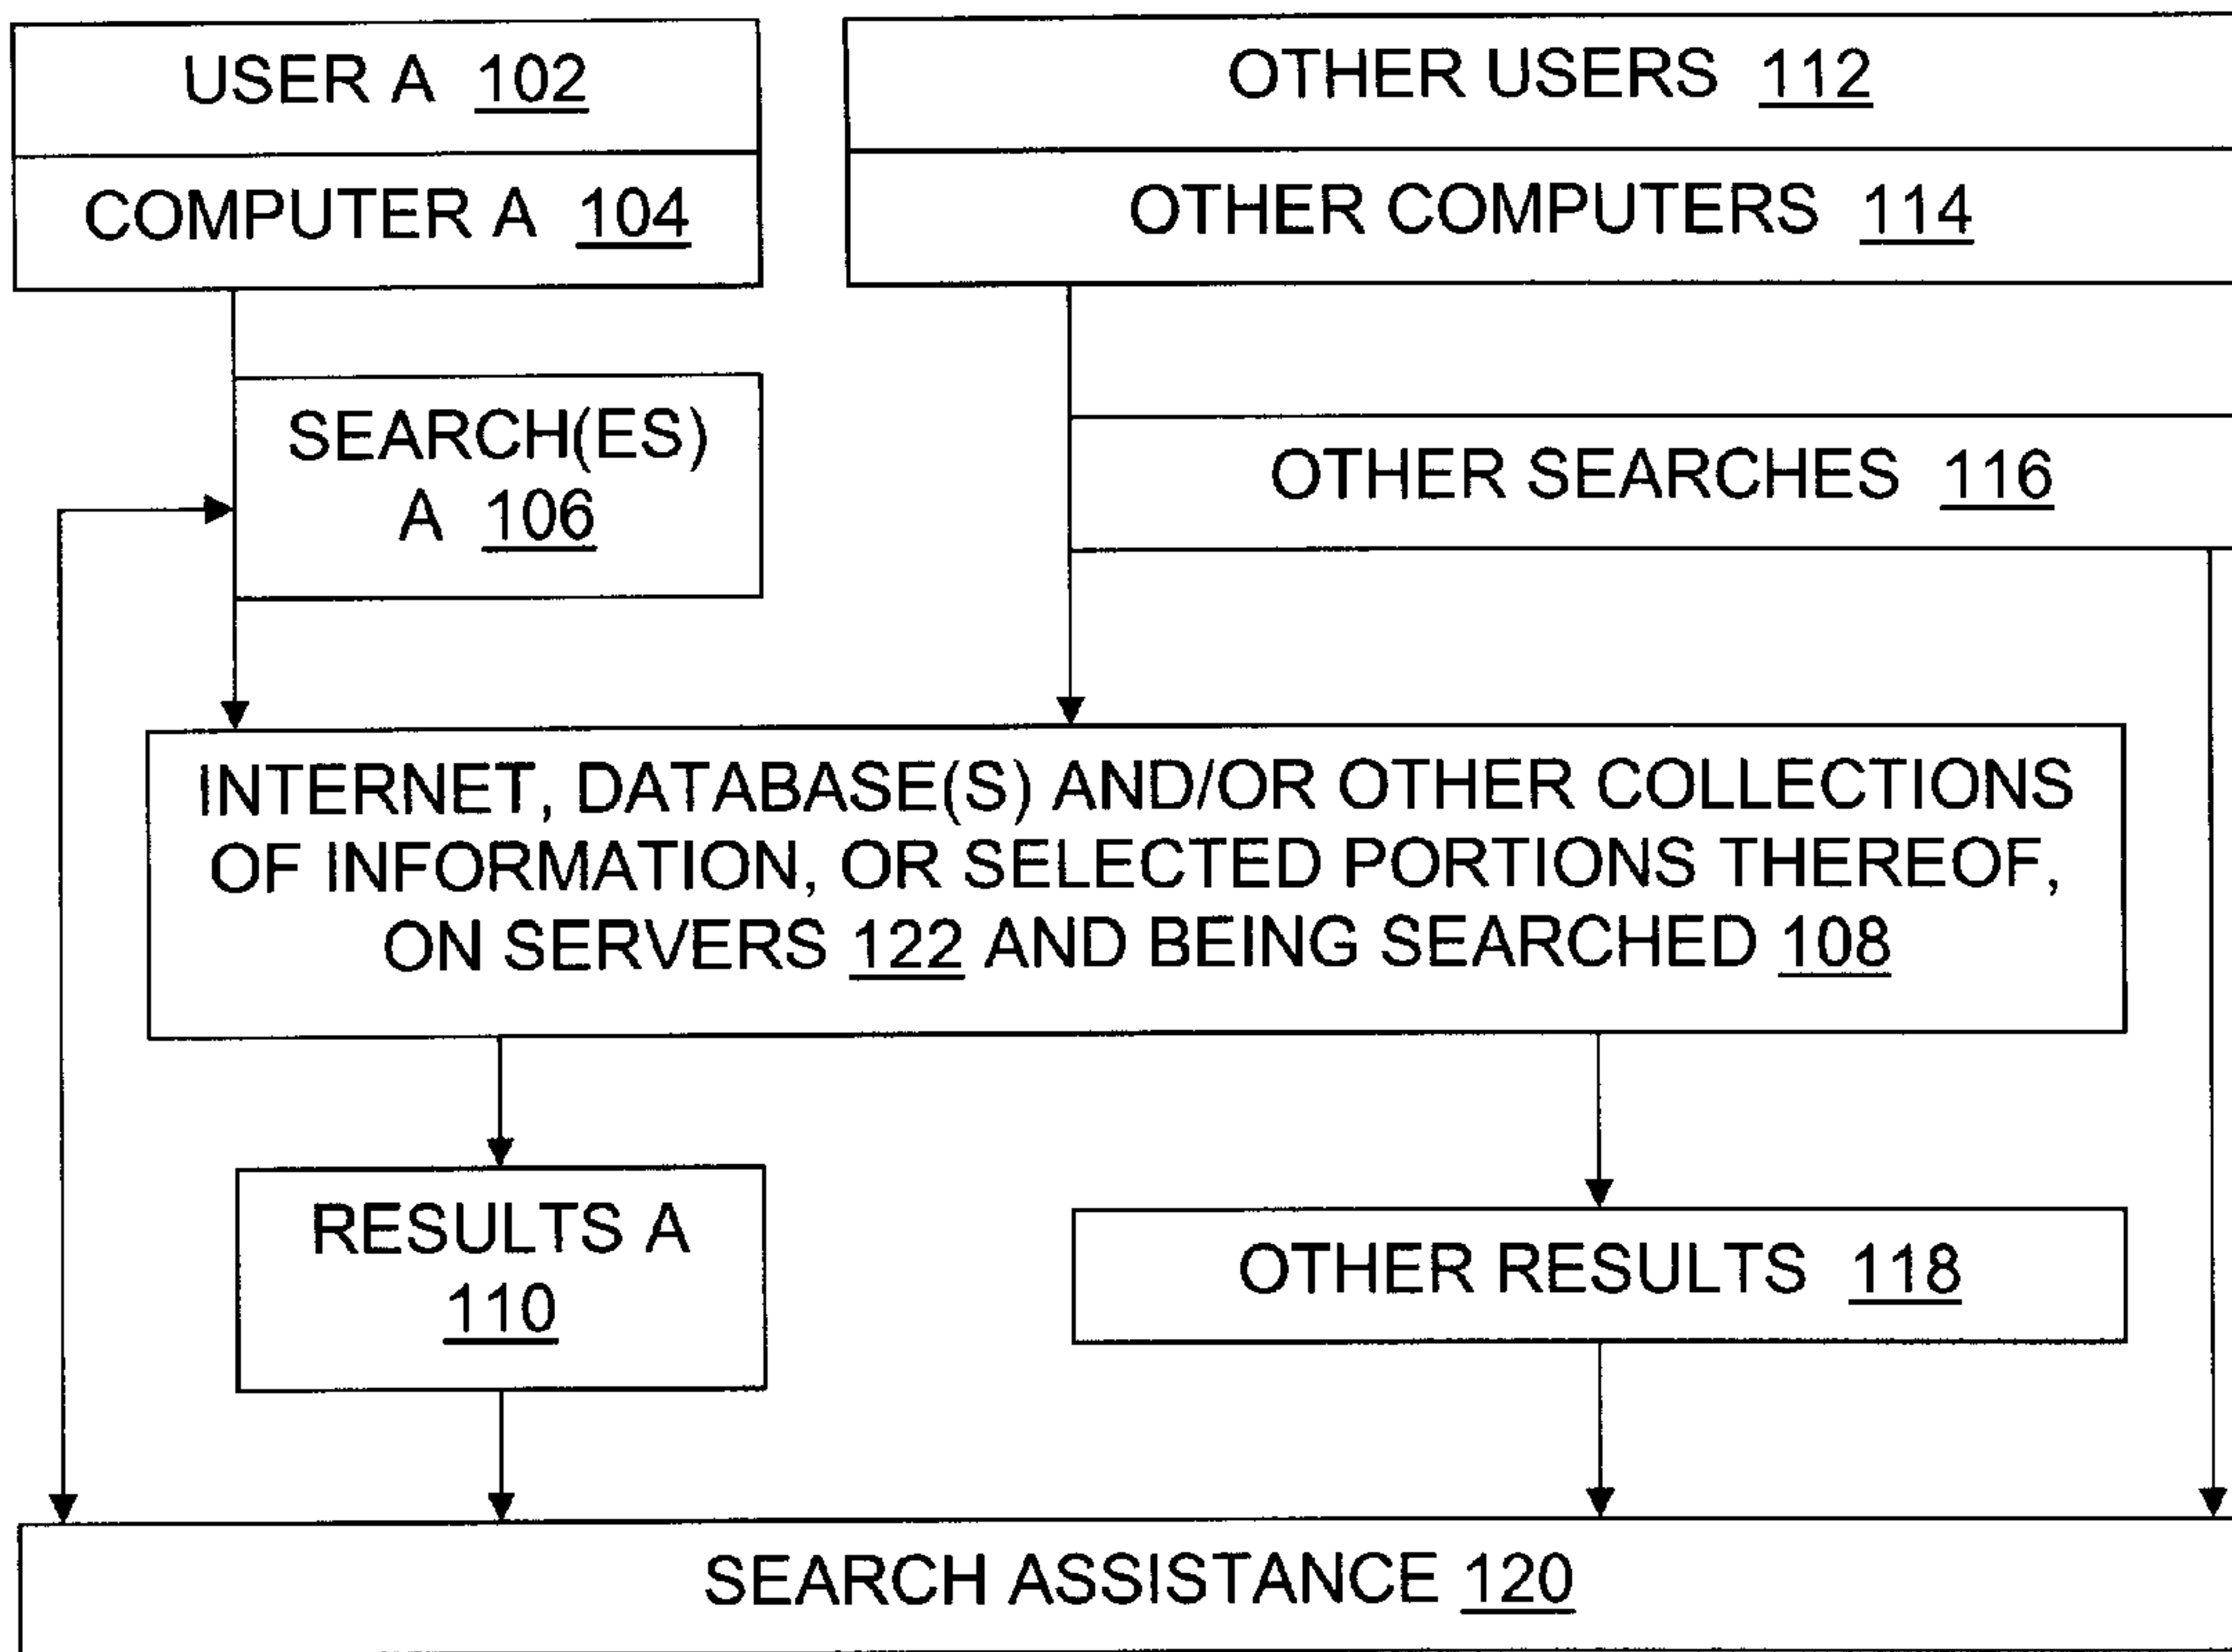 USER A 102
OTHER USERS 112
COMPUTER A 104
OTHER COMPUTERS 114
SEARCH(ES)
A 106
OTHER SEARCHES 116
INTERNET, DATABASE(S) AND/OR OTHER COLLECTIONS
OF INFORMATION, OR SELECTED PORTIONS THEREOF,
ON SERVERS 122 AND BEING SEARCHED 108
RESULTS A
110
OTHER RESULTS 118
SEARCH ASSISTANCE 120